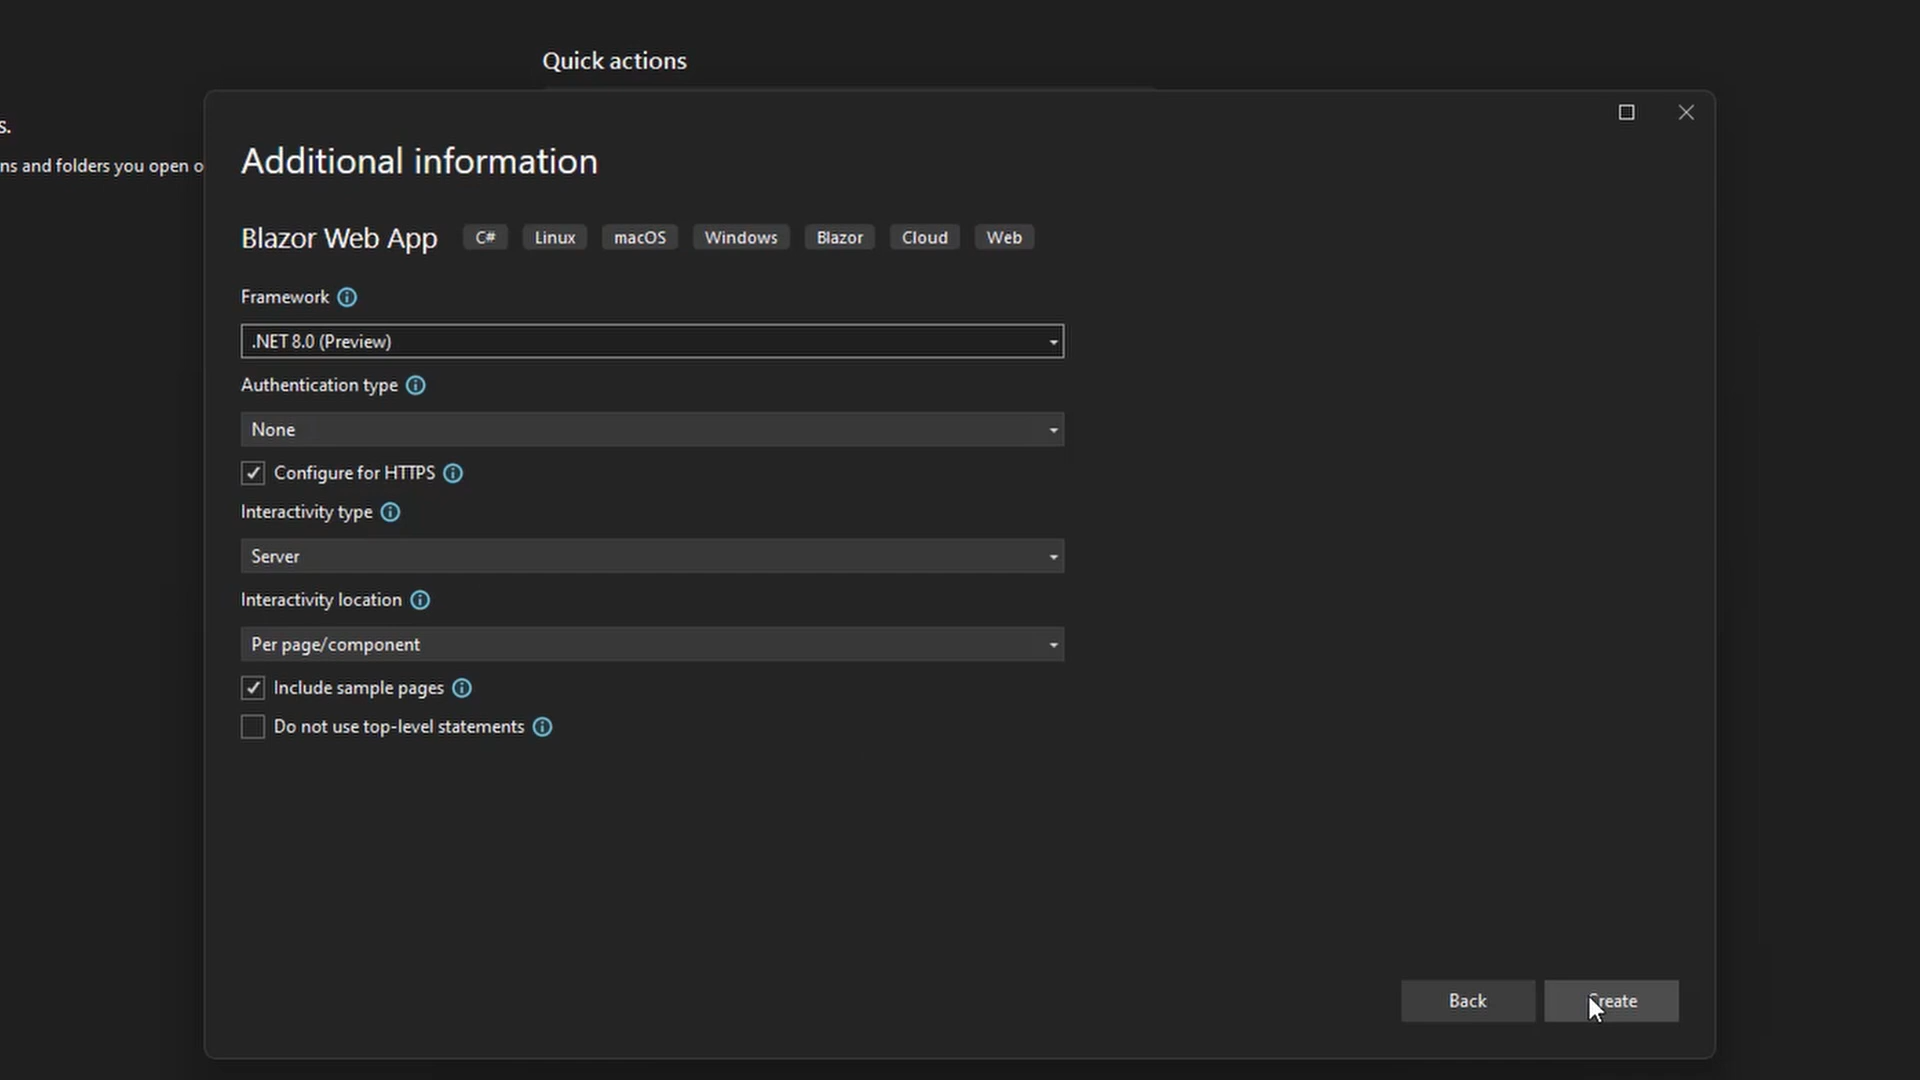 Quick actions
s.
ns and folders you open o
Additional information
Blazor Web App C# Linux macOS Windows Blazor Cloud Web
Framework
.NET 8.0 (Preview)
Authentication type
None
Configure for HTTPS
Interactivity type
Server
Interactivity location
Per page/component
Include sample pages
Do not use top-level statements
Back Create